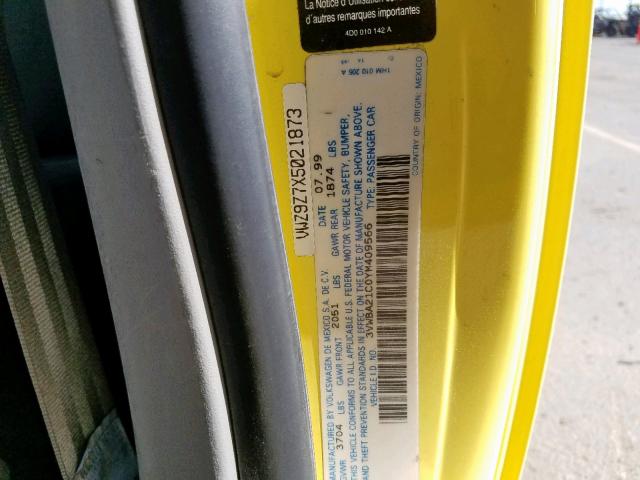 La Notice d'Utilisation
d'autres remarques importantes
4D0 010 142 A
VWZ9Z7X5021873
1HM 010 205 A
MANUFACTURED BY VOLKSWAGEN DE MEXICO S.A. DE C.V. DATE 07.99
GVWR 3704 LBS GAWR FRONT 2051 LBS GAWR REAR 1874 LBS
THIS VEHICLE CONFORMS TO ALL APPLICABLE U.S. FEDERAL MOTOR VEHICLE SAFETY, BUMPER,
AND THEFT PREVENTION STANDARDS IN EFFECT ON THE DATE OF MANUFACTURE SHOWN ABOVE.
VEHICLE I.D. NO. 3VWBA21C0YM409566 TYPE: PASSENGER CAR
COUNTRY OF ORIGIN: MEXICO